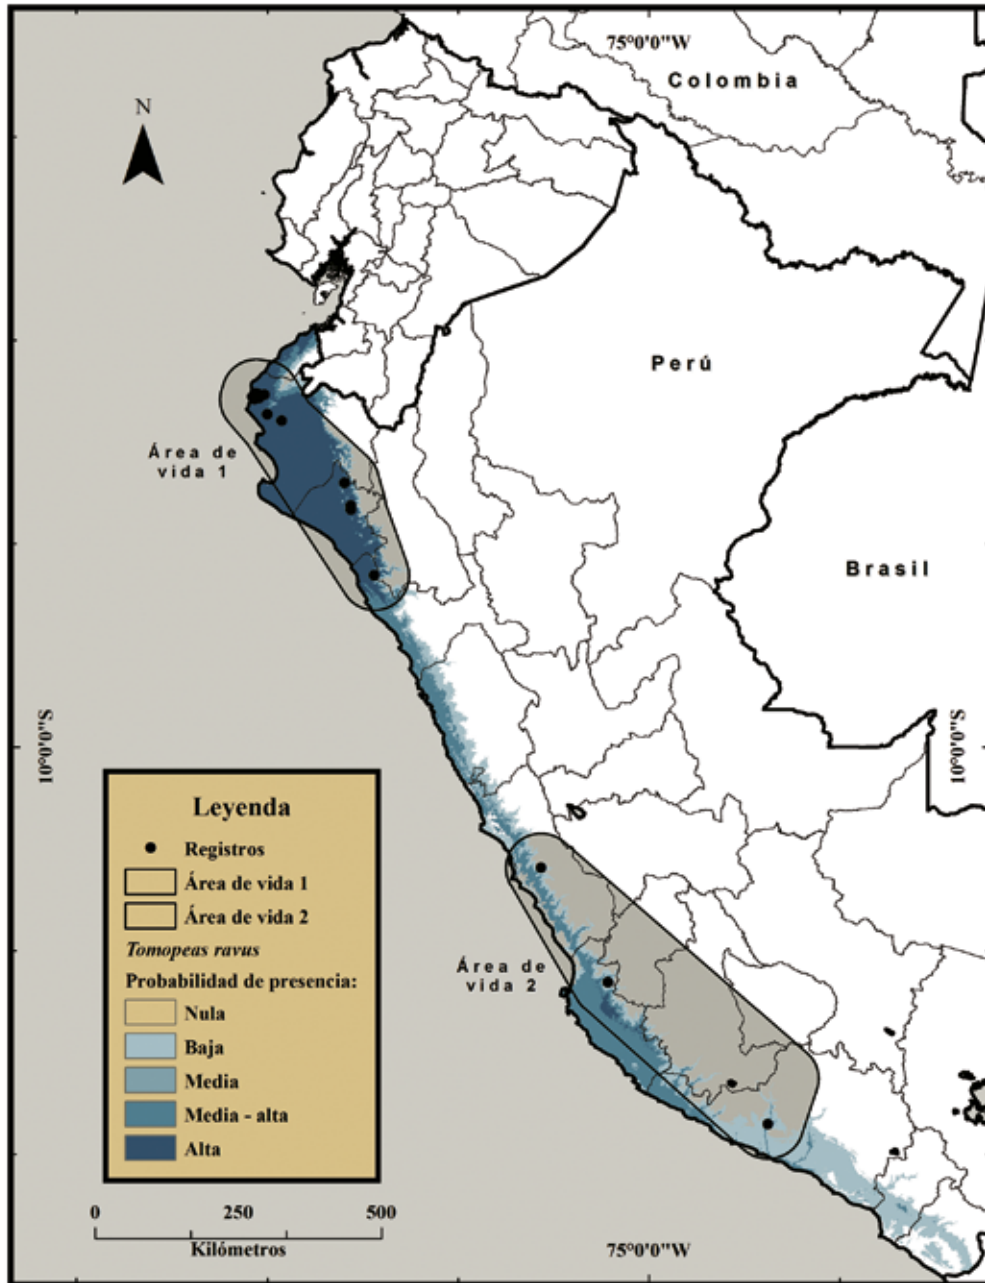 75°0'0"W
Colombia
N
Perú
Área de
vida 1
Brasil
10°0'0"S
10°0'0"S
Leyenda
Registros
Área de vida 1
Área de vida 2
Tomopeas ravus
Probabilidad de presencia:
Nula
Baja
Media
Media - alta
Alta
Área de
vida 2
0 250 500
Kilómetros
75°0'0"W